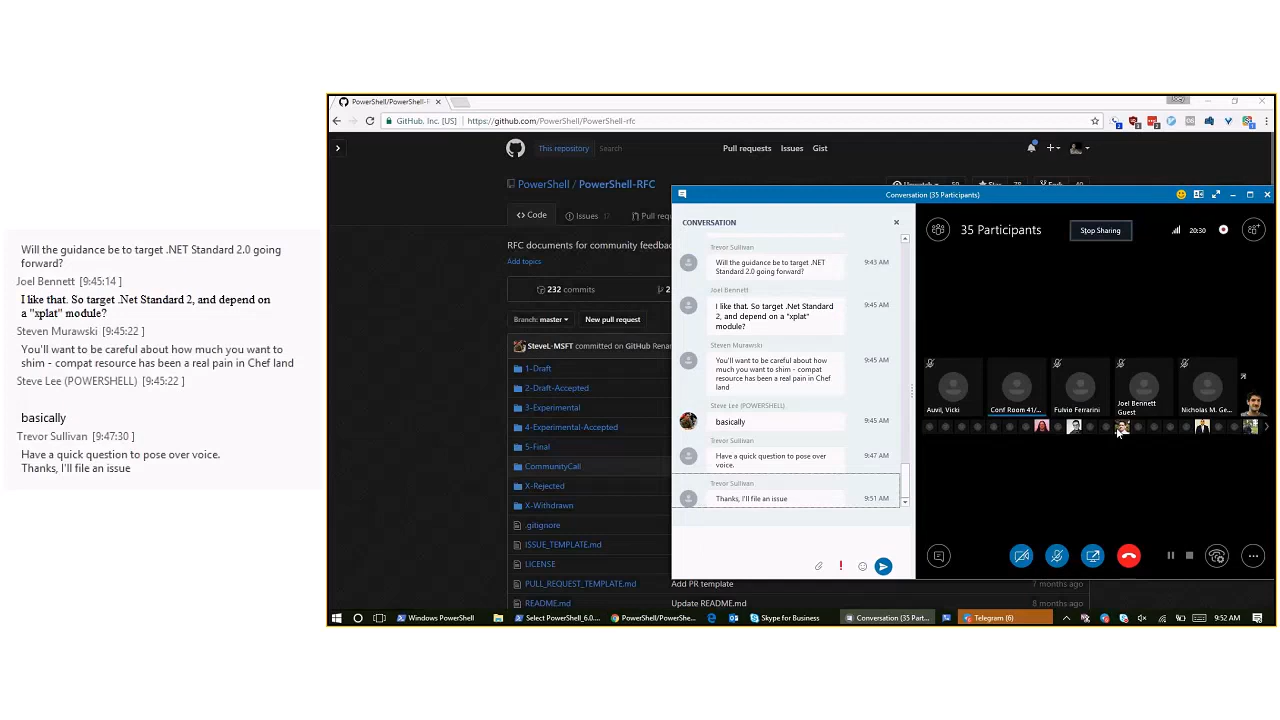 Will the guidance be to target .NET Standard 2.0 going
forward?
Joel Bennett [9:45:14 ]
I like that. So target .Net Standard 2, and depend on
a "xplat" module?
Steven Murawski [9:45:22 ]
You'll want to be careful about how much you want to
shim - compat resource has been a real pain in Chef land
Steve Lee (POWERSHELL) [9:45:22 ]
basically
Trevor Sullivan [9:47:30 ]
Have a quick question to pose over voice.
Thanks, I'll file an issue
PowerShell/PowerShell-R
GitHub, Inc. [US]
https://github.com/PowerShell/PowerShell-rfc
This repository
Search
Pull requests Issues Gist
PowerShell / PowerShell-RFC
Code
Issues
Pull requ
RFC documents for community feedbac
Add topics
232 commits
Branch: master
New pull request
SteveL-MSFT committed on GitHub Renam
1-Draft
2-Draft-Accepted
3-Experimental
4-Experimental-Accepted
5-Final
CommunityCall
X-Rejected
X-Withdrawn
.gitignore
ISSUE_TEMPLATE.md
LICENSE
PULL_REQUEST_TEMPLATE.md Add PR template 7 months ago
README.md Update README.md 8 months ago
Conversation (35 Participants)
CONVERSATION
Trevor Sullivan
Will the guidance be to target .NET 9:43 AM
Standard 2.0 going forward?
Joel Bennett
I like that. So target .Net Standard 9:45 AM
2, and depend on a "xplat"
module?
Steven Murawski
You'll want to be careful about how 9:45 AM
much you want to shim - compat
resource has been a real pain in Chef
land
Steve Lee (POWERSHELL)
basically 9:45 AM
Trevor Sullivan
Have a quick question to pose over 9:47 AM
voice.
Trevor Sullivan
Thanks, I'll file an issue 9:51 AM
35 Participants
Stop Sharing
20:30
Auvil, Vicki
Conf Room 41/...
Fulvio Ferrarini
Joel Bennett
Guest
Nicholas M. Ge...
Windows PowerShell
Select PowerShell_6.0....
PowerShell/PowerShe...
Skype for Business
Conversation (35 Part...
Telegram (6)
9:52 AM